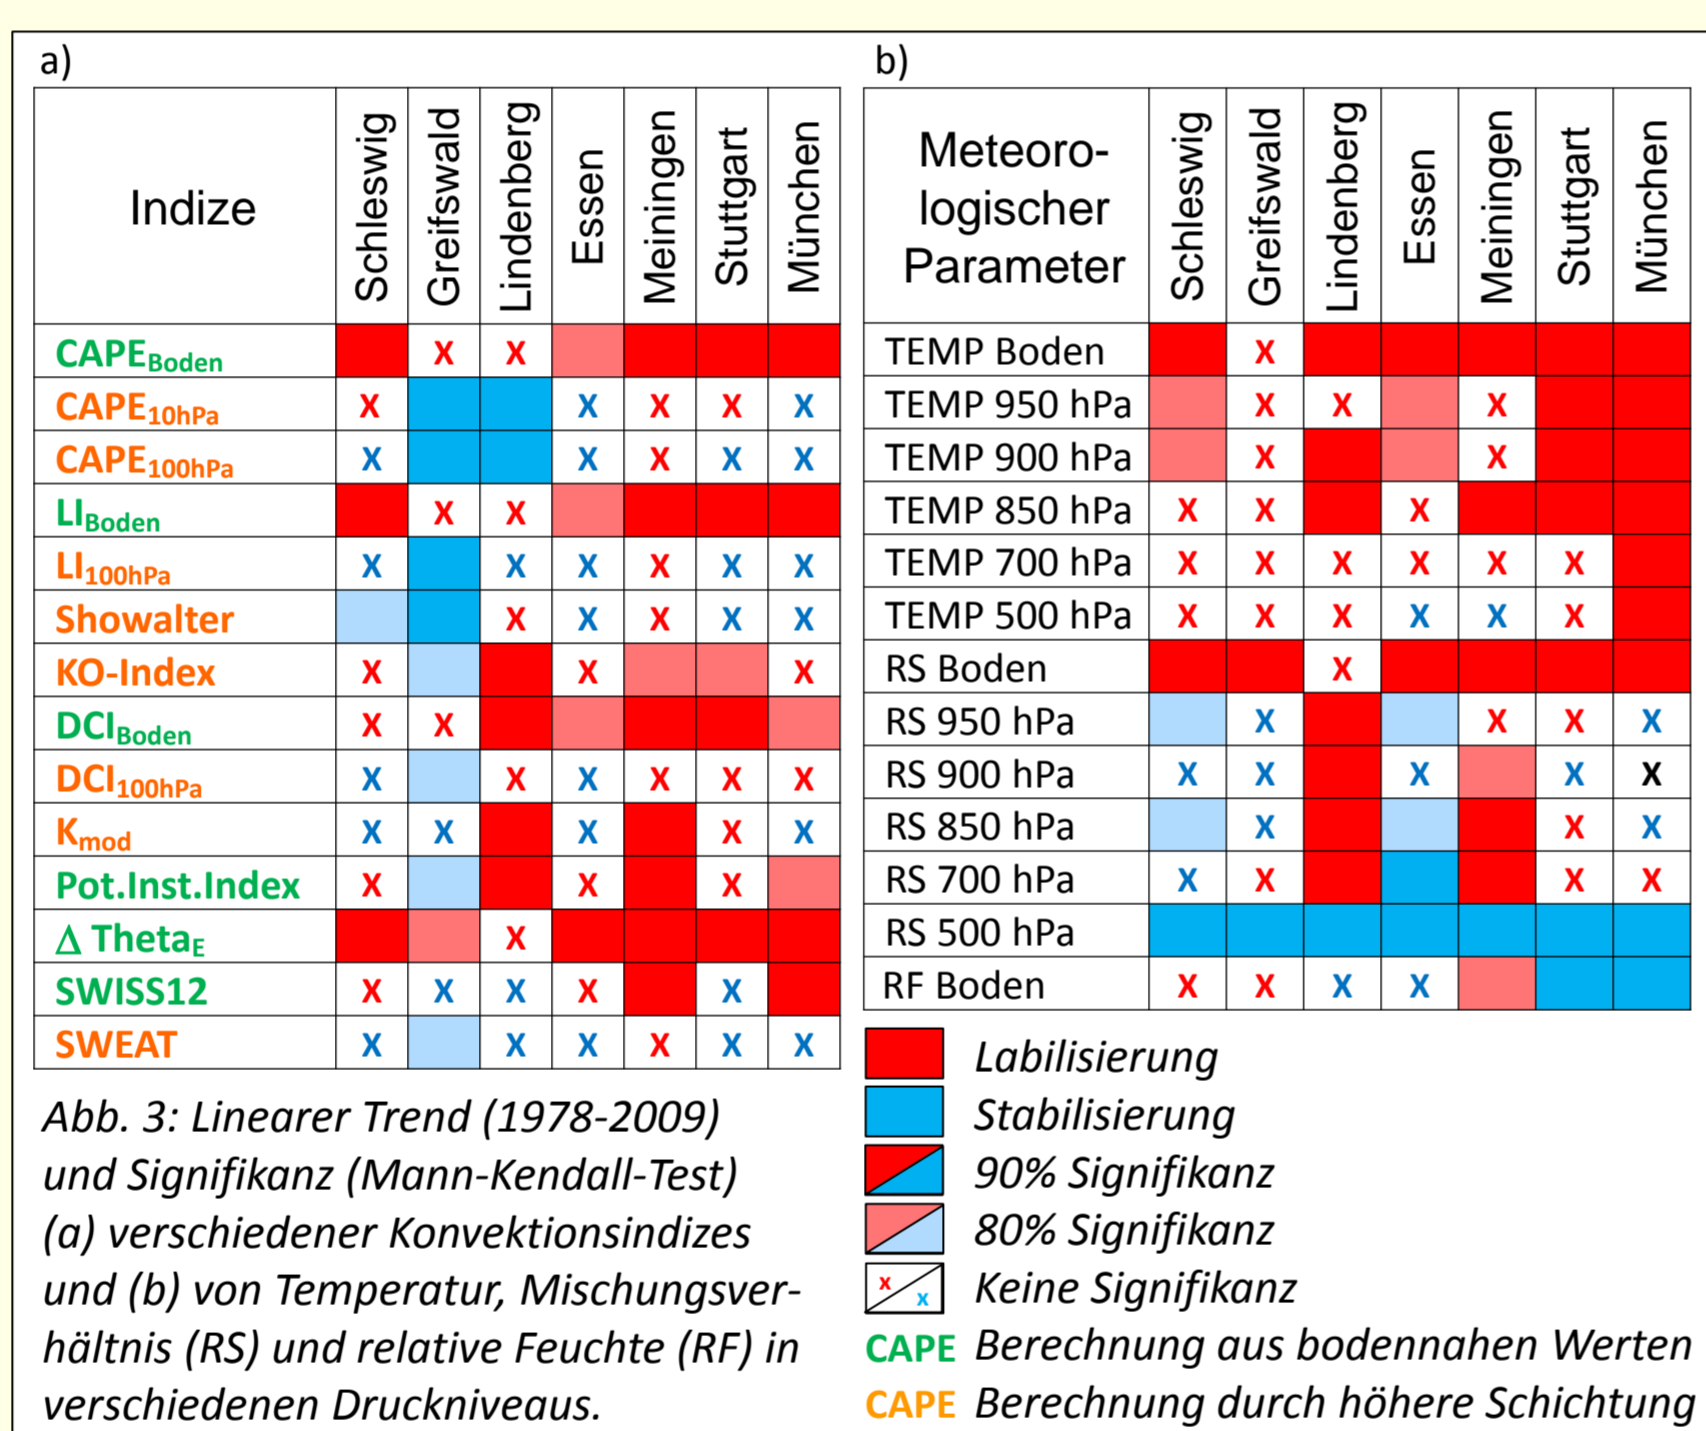 a)
Indize Schleswig Greifswald Lindenberg Essen Meiningen Stuttgart München
CAPEBoden X X
CAPE10hPa X X X X X
CAPE100hPa X X X X X
LIBoden X X
LI100hPa X X X X X X
Showalter X X X X X
KO-Index X X X
DCIBoden X X
DCI100hPa X X X X X X
Kmod X X X X X
Pot.Inst.Index X X X
Δ ThetaE X
SWISS12 X X X X X
SWEAT X X X X X X
Abb. 3: Linearer Trend (1978-2009)
und Signifikanz (Mann-Kendall-Test)
(a) verschiedener Konvektionsindizes
und (b) von Temperatur, Mischungsver-
hältnis (RS) und relative Feuchte (RF) in
verschiedenen Druckniveaus.
b)
Meteoro-
logischer
Parameter
Schleswig Greifswald Lindenberg Essen Meiningen Stuttgart München
TEMP Boden X
TEMP 950 hPa X X X
TEMP 900 hPa X X
TEMP 850 hPa X X X
TEMP 700 hPa X X X X X X
TEMP 500 hPa X X X X X X
RS Boden X
RS 950 hPa X X X X
RS 900 hPa X X X X X
RS 850 hPa X X X
RS 700 hPa X X X X
RS 500 hPa
RF Boden X X X X
Labilisierung
Stabilisierung
90% Signifikanz
80% Signifikanz
x x Keine Signifikanz
CAPE Berechnung aus bodennahen Werten
CAPE Berechnung durch höhere Schichtung